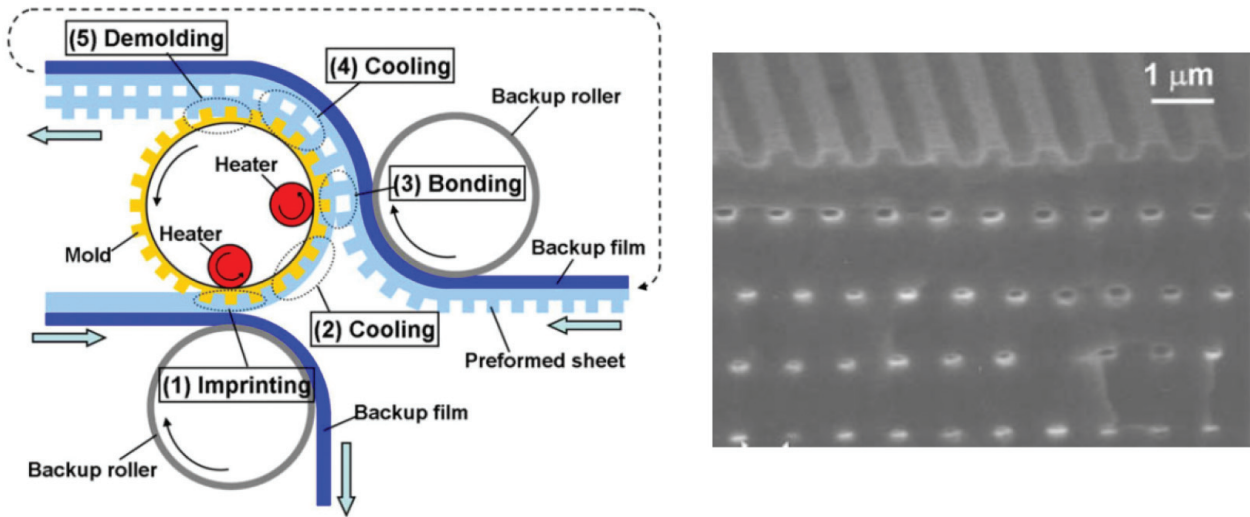 (5) Demolding
(4) Cooling
Backup roller
Heater
(3) Bonding
Heater
Mold
Backup film
(2) Cooling
Preformed sheet
(1) Imprinting
Backup film
Backup roller
1 μm